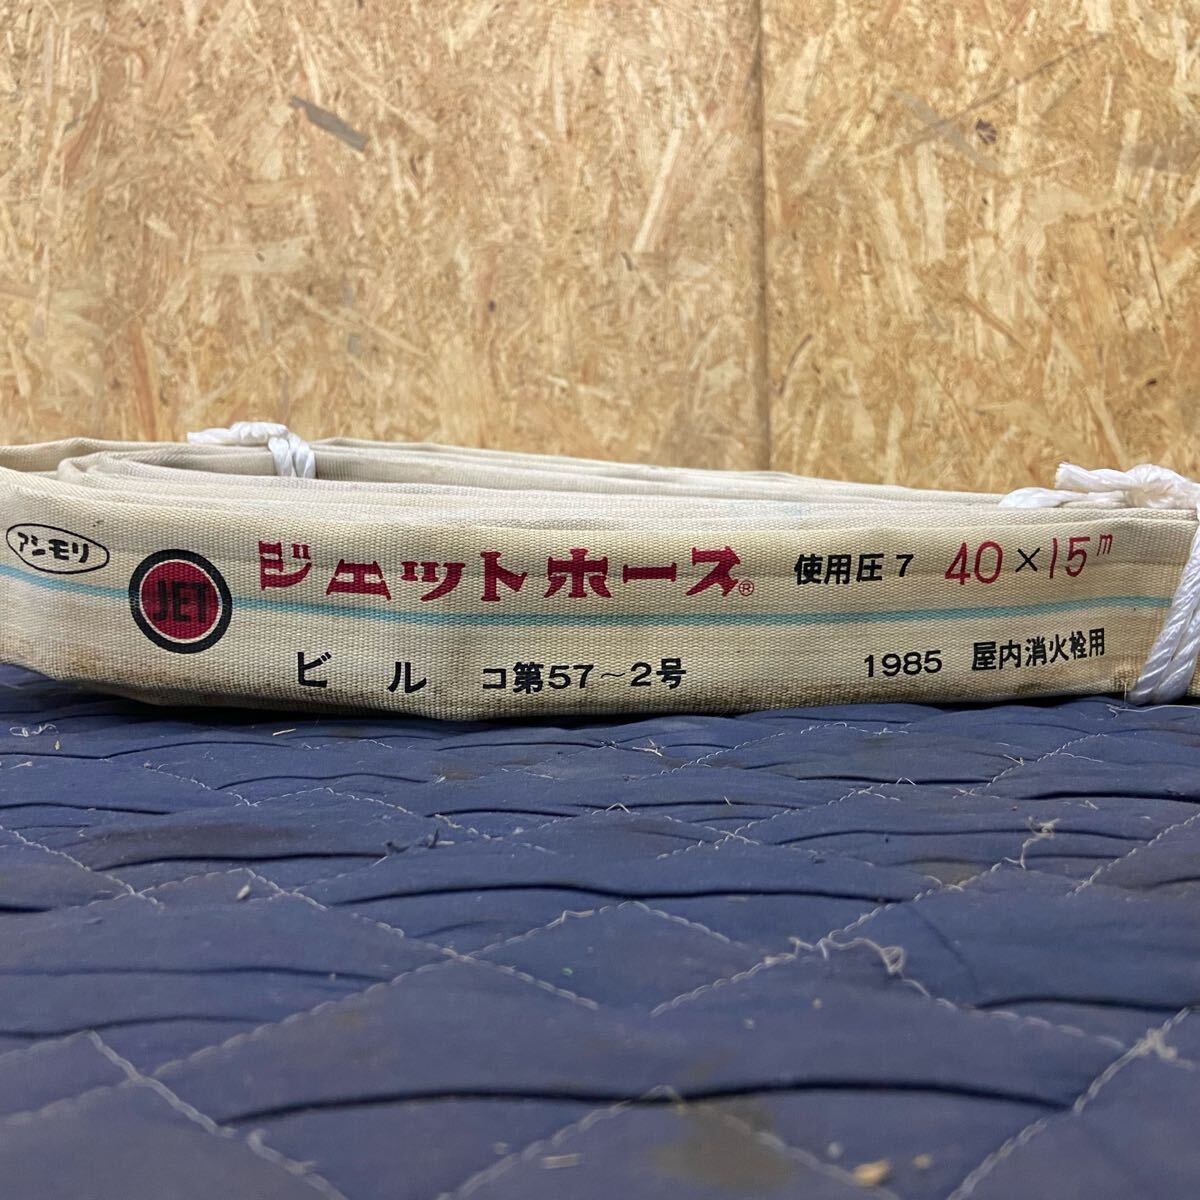 アシモリ
JET
ジェットホース®
使用圧7 40×15m
ビル コ第57～2号
1985 屋内消火栓用